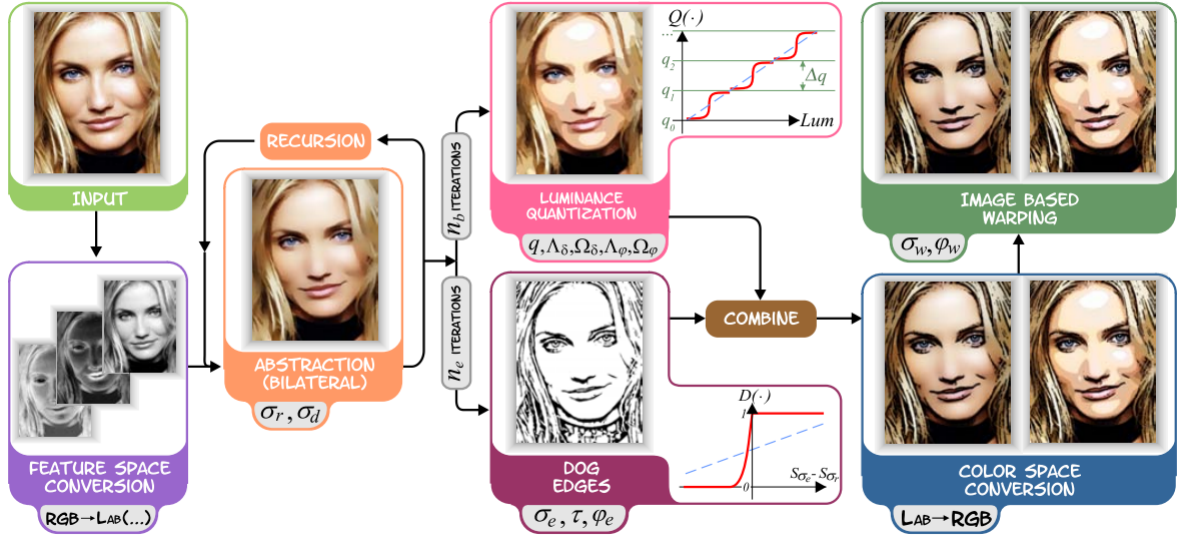 INPUT
FEATURE SPACE
CONVERSION
RGB→LAB(...)
RECURSION
ABSTRACTION
(BILATERAL)
σr, σd
nb ITERATIONS
ne ITERATIONS
LUMINANCE
QUANTIZATION
q,Λδ,Ωδ,Λφ,Ωφ
Q(·)
...
q2
q1
q0
Δq
Lum
DOG
EDGES
σe, τ, φe
D(·)
1
0
Sσe-Sσr
COMBINE
COLOR SPACE
CONVERSION
LAB→RGB
IMAGE BASED
WARPING
σw,φw